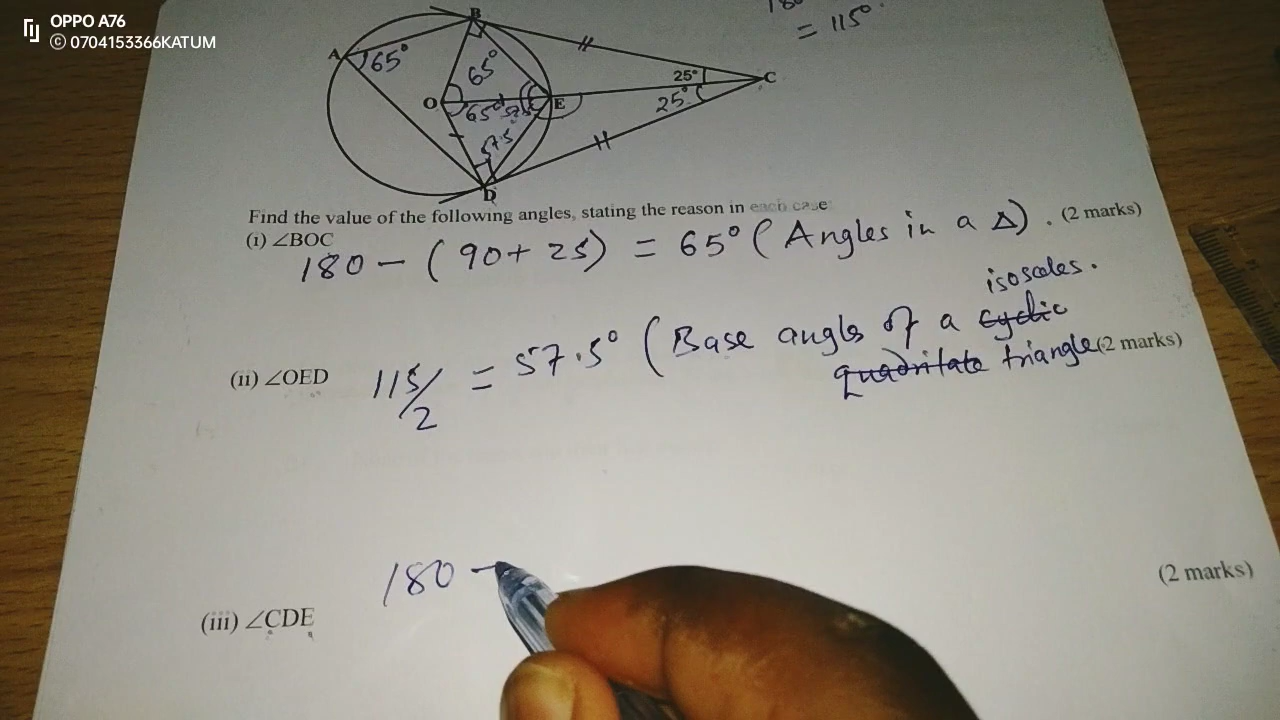 OPPO A76
© 0704153366KATUM
= 115°
B
A
65°
65°
25°
C
O
65°
E
25°
57.5
D
Find the value of the following angles, stating the reason in each case
(i) ∠BOC
(2 marks)
180 - (90+25) = 65° (Angles in a Δ).
isosceles.
(ii) ∠OED
115/2 = 57.5° (Base angles of a cyclic
quadrilate triangle
(2 marks)
180 -
(iii) ∠CDE
(2 marks)